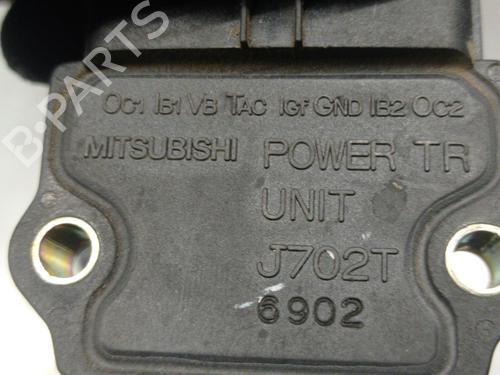 OC1 IB1 VB TAC IGf GND IB2 OC2
MITSUBISHI POWER TR
UNIT
J702T
6902
B-PARTS